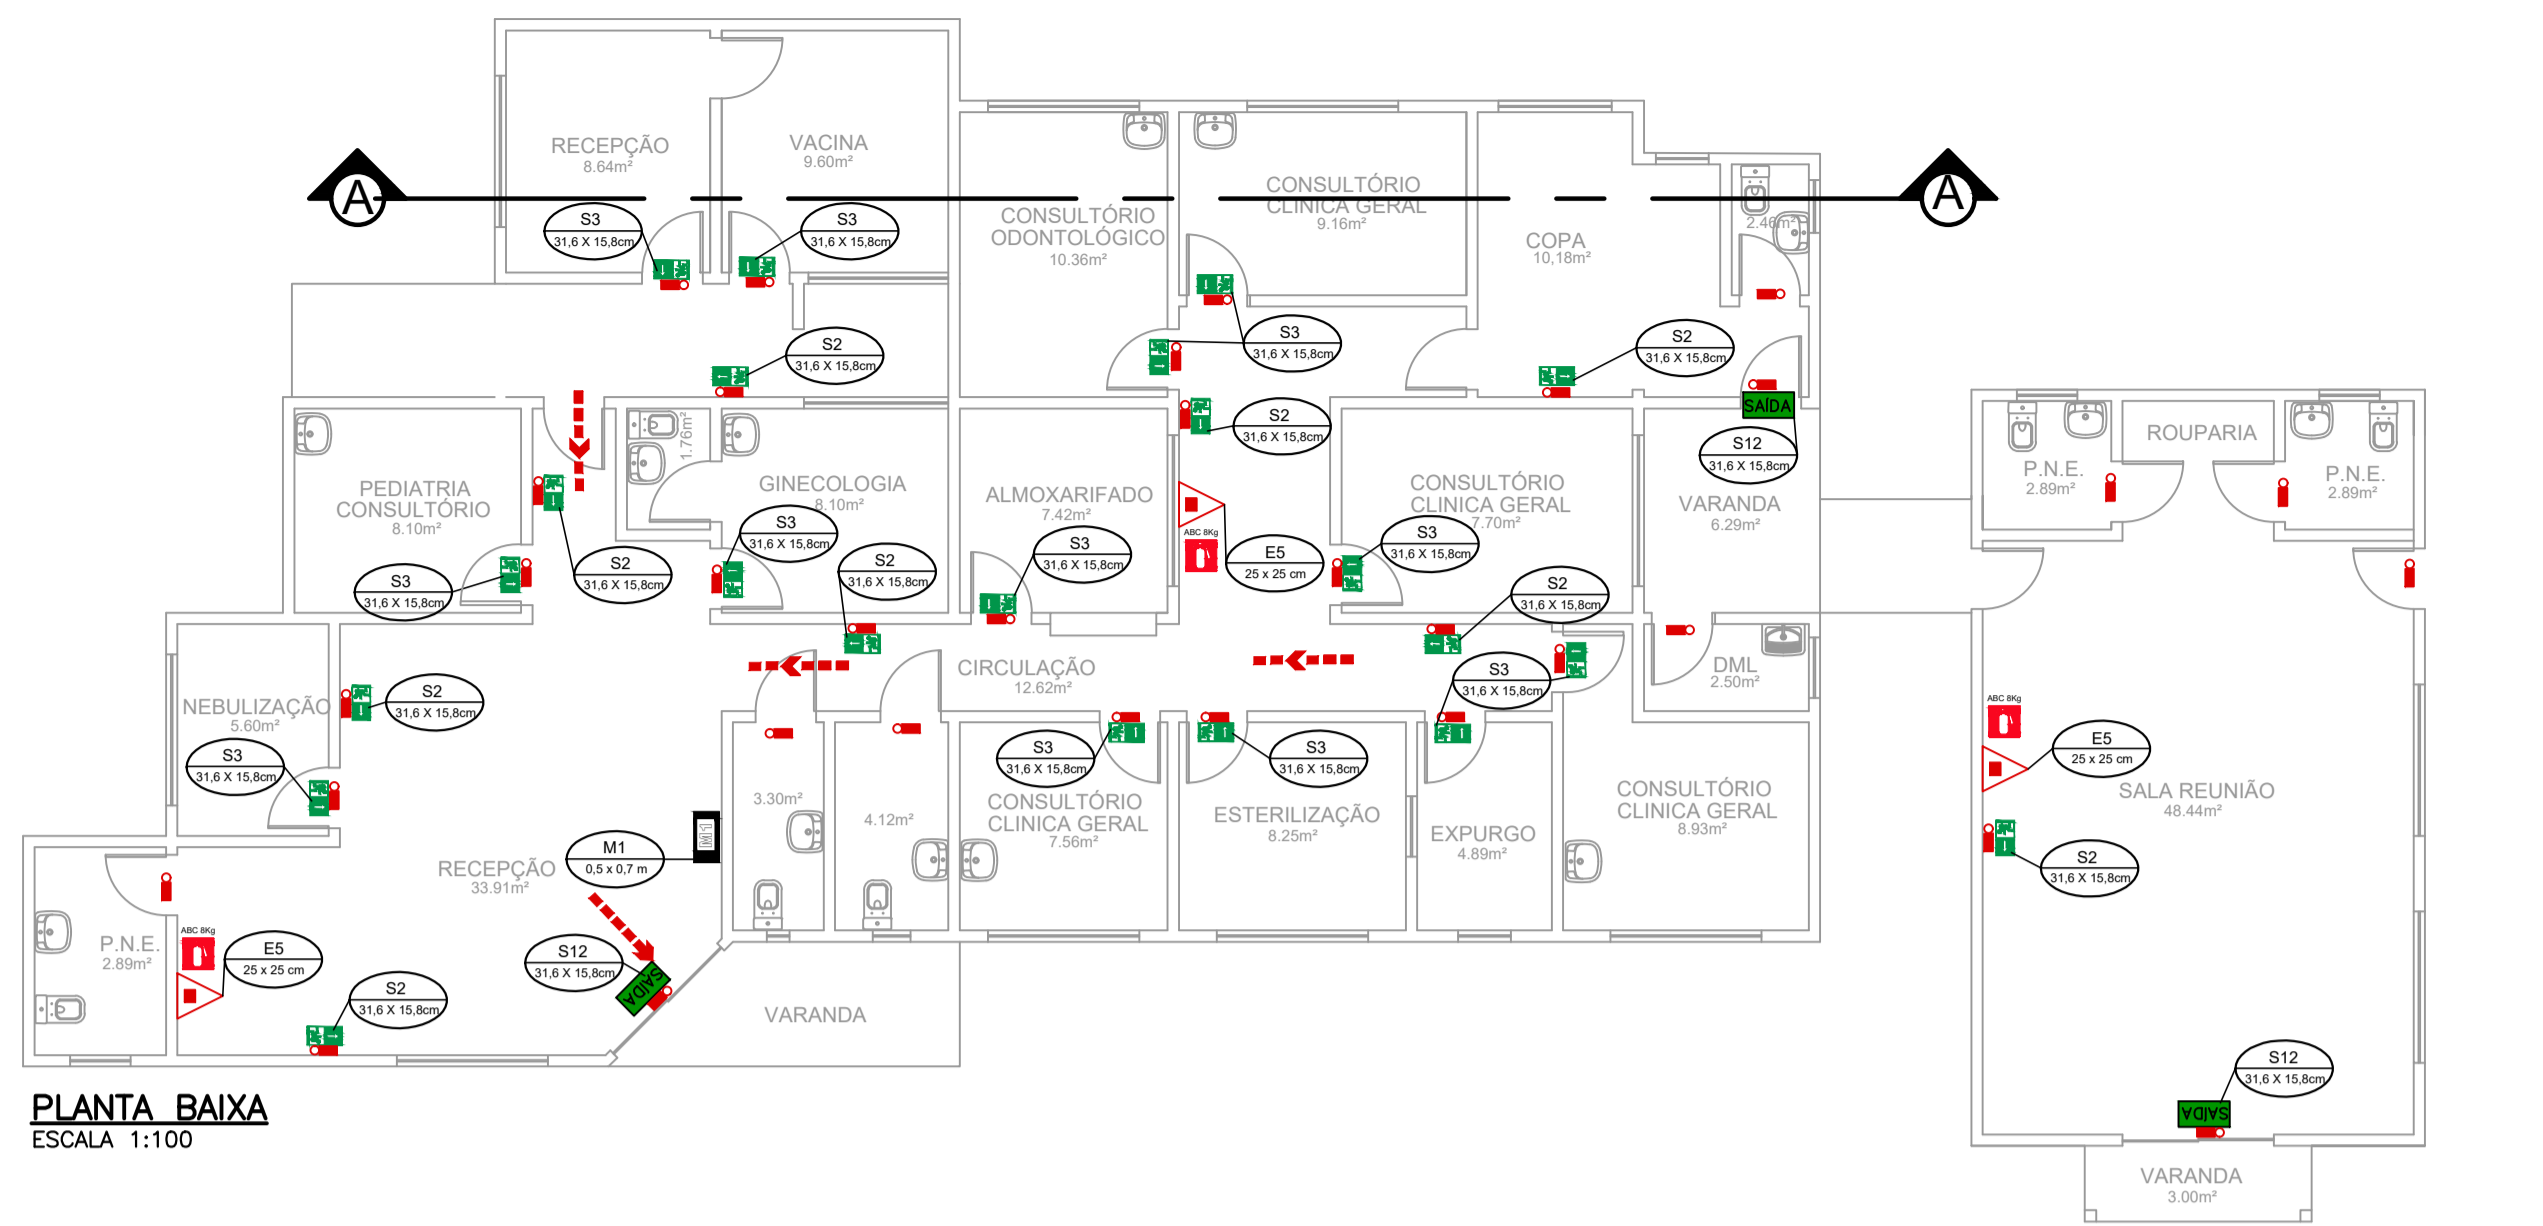 RECEPÇÃO
8.64m²
VACINA
9.60m²
A
A
S3
31,6 X 15,8cm
S3
31,6 X 15,8cm
CONSULTÓRIO
ODONTOLÓGICO
10.36m²
CONSULTÓRIO
CLINICA GERAL
9.16m²
COPA
10,18m²
2.46m²
S2
31,6 X 15,8cm
S3
31,6 X 15,8cm
S2
31,6 X 15,8cm
SAÍDA
S12
31,6 X 15,8cm
S2
31,6 X 15,8cm
PEDIATRIA
CONSULTÓRIO
8.10m²
1.76m²
GINECOLOGIA
8.10m²
ALMOXARIFADO
7.42m²
CONSULTÓRIO
CLINICA GERAL
7.70m²
VARANDA
6.29m²
P.N.E.
2.89m²
ROUPARIA
P.N.E.
2.89m²
S3
31,6 X 15,8cm
S2
31,6 X 15,8cm
S3
31,6 X 15,8cm
S2
31,6 X 15,8cm
S3
31,6 X 15,8cm
ABC 8Kg
E5
25 x 25 cm
S3
31,6 X 15,8cm
S2
31,6 X 15,8cm
S3
31,6 X 15,8cm
CIRCULAÇÃO
12.62m²
DML
2.50m²
NEBULIZAÇÃO
5.60m²
S2
31,6 X 15,8cm
S3
31,6 X 15,8cm
S3
31,6 X 15,8cm
S3
31,6 X 15,8cm
ABC 8Kg
E5
25 x 25 cm
SALA REUNIÃO
48.44m²
S2
31,6 X 15,8cm
3.30m²
4.12m²
CONSULTÓRIO
CLINICA GERAL
7.56m²
ESTERILIZAÇÃO
8.25m²
EXPURGO
4.89m²
CONSULTÓRIO
CLINICA GERAL
8.93m²
M1
0,5 x 0,7 m
M-1
RECEPÇÃO
33.91m²
P.N.E.
2.89m²
ABC 8Kg
E5
25 x 25 cm
S2
31,6 X 15,8cm
S12
31,6 X 15,8cm
SAÍDA
VARANDA
S12
31,6 X 15,8cm
SAÍDA
VARANDA
3.00m²
PLANTA BAIXA
ESCALA 1:100